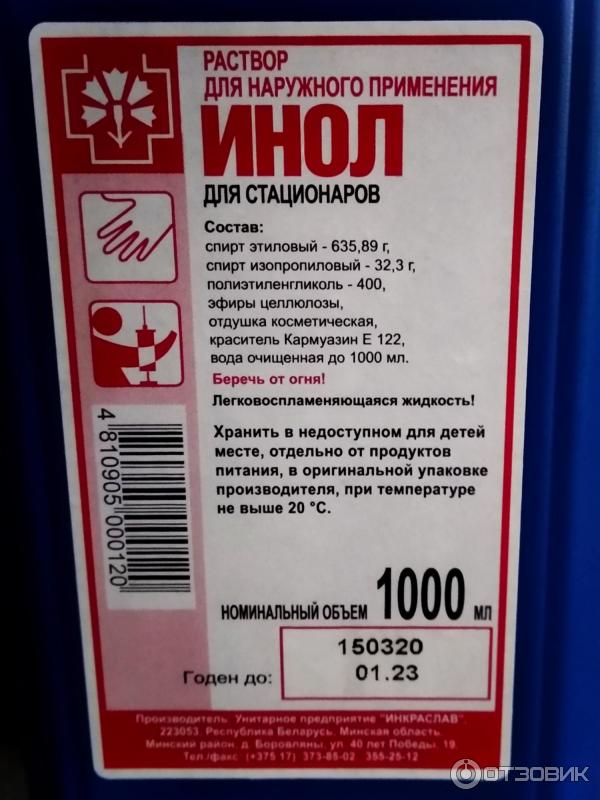 РАСТВОР
ДЛЯ НАРУЖНОГО ПРИМЕНЕНИЯ
ИНОЛ
ДЛЯ СТАЦИОНАРОВ
Состав:
спирт этиловый - 635,89 г,
спирт изопропиловый - 32,3 г,
полиэтиленгликоль - 400,
эфиры целлюлозы,
отдушка косметическая,
краситель Кармуазин Е 122,
вода очищенная до 1000 мл.
Беречь от огня!
Легковоспламеняющаяся жидкость!
Хранить в недоступном для детей
месте, отдельно от продуктов
питания, в оригинальной упаковке
производителя, при температуре
не выше 20 °С.
4 810905 000120
НОМИНАЛЬНЫЙ ОБЪЕМ 1000 МЛ
150320
Годен до: 01.23
Производитель Унитарное предприятие "ИНКРАСЛАВ".
223053. Республика Беларусь. Минская область.
Минский район, д. Боровляны, ул. 40 лет Победы, 19.
Тел./факс (+375 17) 373-85-02 355-25-12
ОТЗОВИК